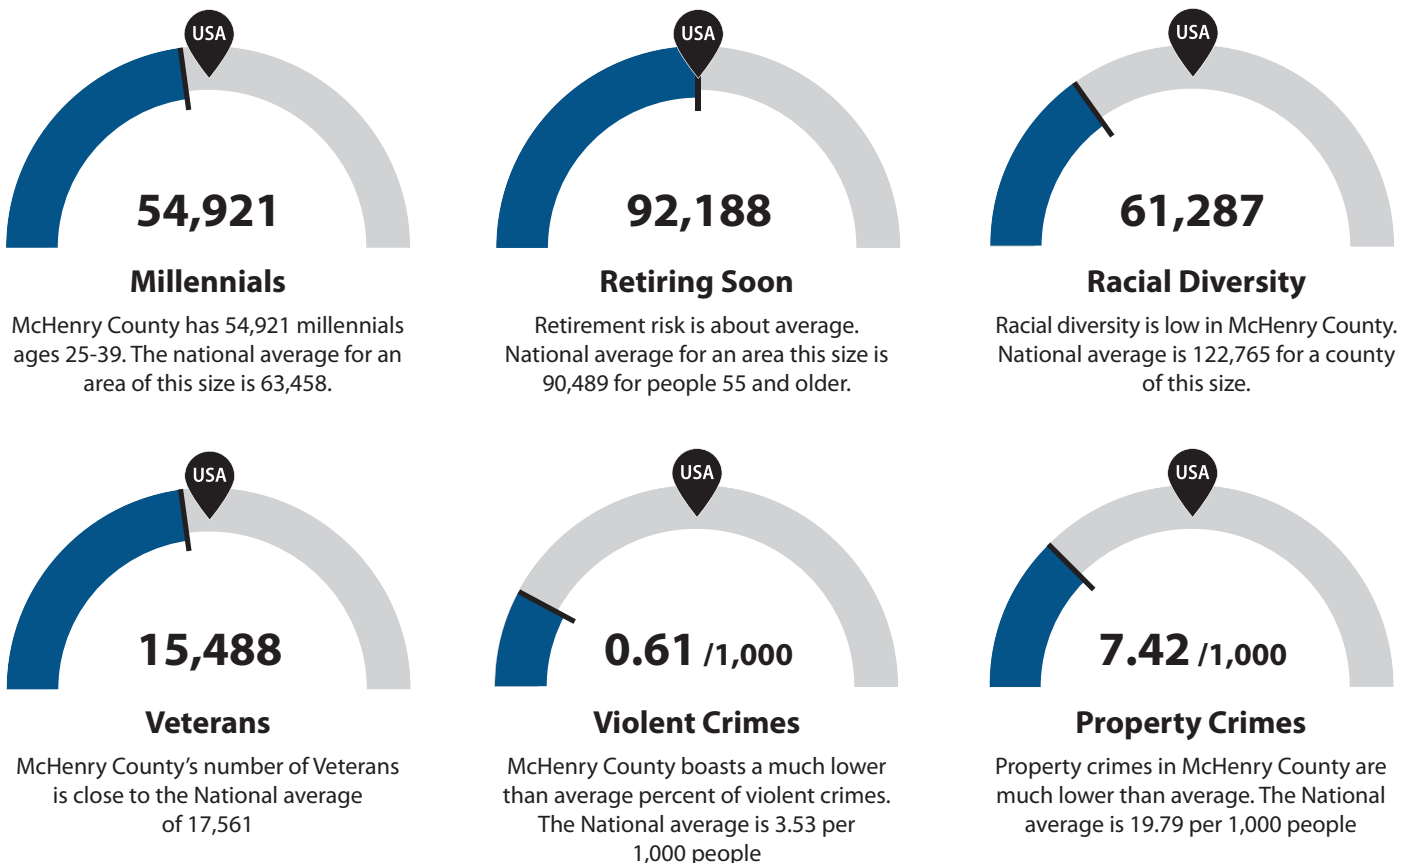 USA
54,921
Millennials
McHenry County has 54,921 millennials
ages 25-39. The national average for an
area of this size is 63,458.
USA
92,188
Retiring Soon
Retirement risk is about average.
National average for an area this size is
90,489 for people 55 and older.
USA
61,287
Racial Diversity
Racial diversity is low in McHenry County.
National average is 122,765 for a county
of this size.
USA
15,488
Veterans
McHenry County’s number of Veterans
is close to the National average
of 17,561
USA
0.61 /1,000
Violent Crimes
McHenry County boasts a much lower
than average percent of violent crimes.
The National average is 3.53 per
1,000 people
USA
7.42 /1,000
Property Crimes
Property crimes in McHenry County are
much lower than average. The National
average is 19.79 per 1,000 people